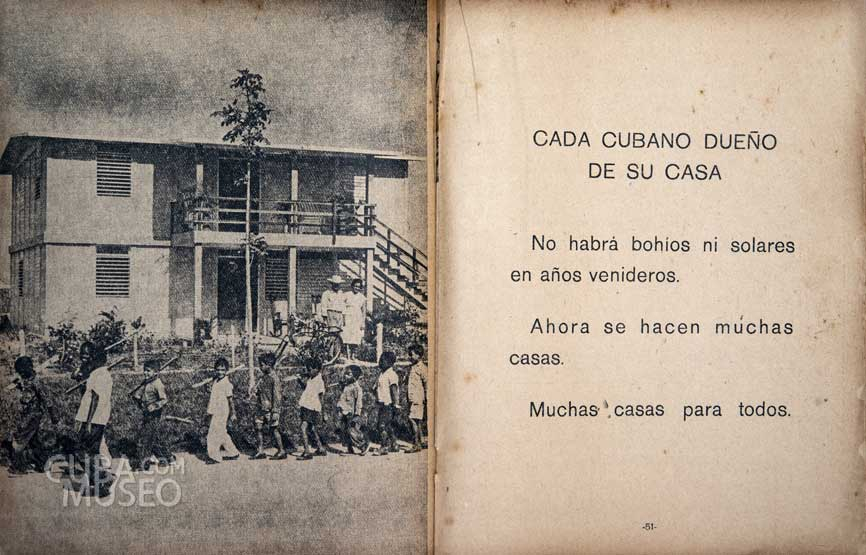 CUBA.COM
MUSEO
CADA CUBANO DUEÑO
DE SU CASA
No habrá bohíos ni solares
en años venideros.
Ahora se hacen muchas
casas.
Muchas casas para todos.
-51-